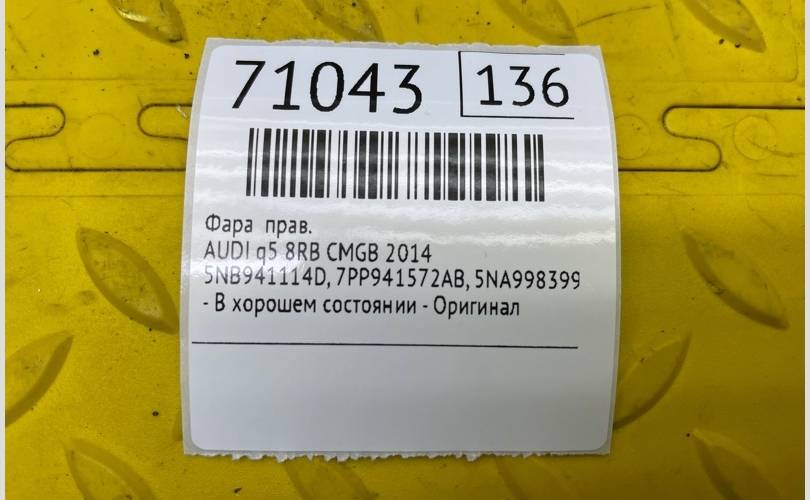 71043 136
Фара прав.
AUDI q5 8RB CMGB 2014
5NB941114D, 7PP941572AB, 5NA998399
- В хорошем состоянии - Оригинал